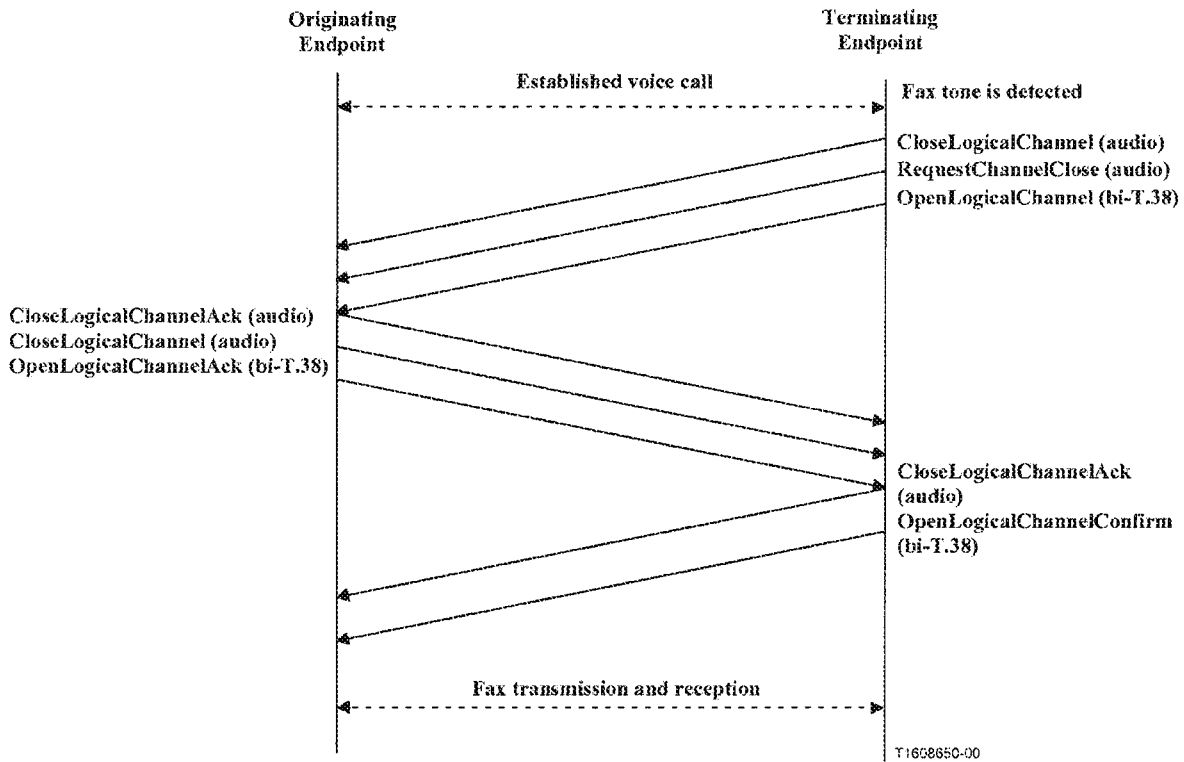 Originating
Endpoint
Terminating
Endpoint
Established voice call
Fax tone is detected
CloseLogicalChannel (audio)
RequestChannelClose (audio)
OpenLogicalChannel (bi-T.38)
CloseLogicalChannelAck (audio)
CloseLogicalChannel (audio)
OpenLogicalChannelAck (bi-T.38)
CloseLogicalChannelAck
(audio)
OpenLogicalChannelConfirm
(bi-T.38)
Fax transmission and reception
T1608650-00